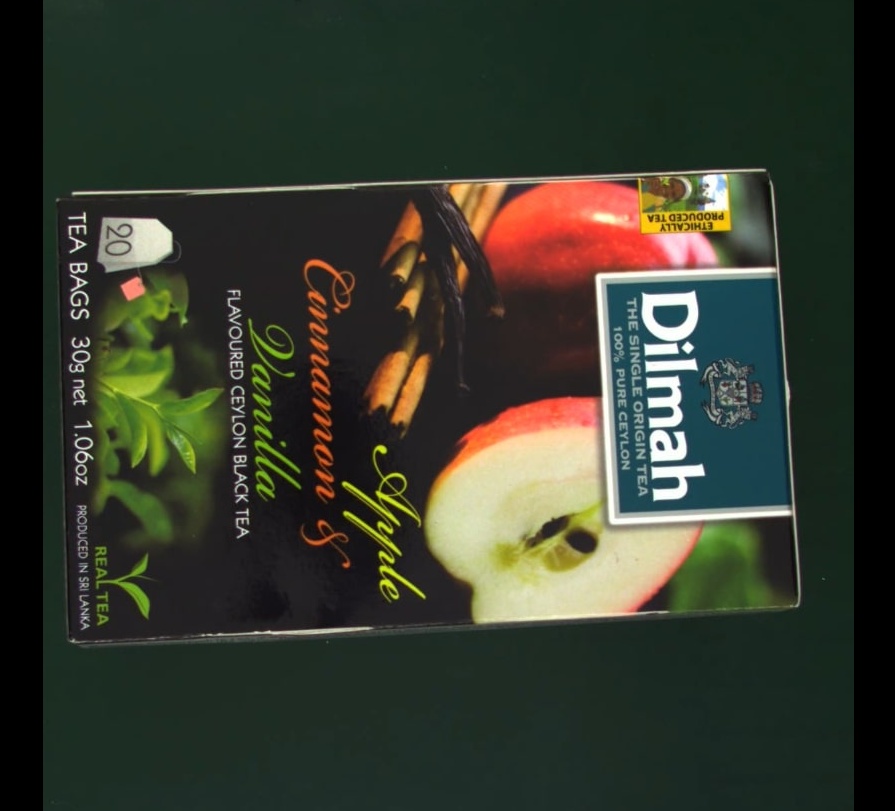 ETHICALLY
PRODUCED TEA
Dilmah
THE SINGLE ORIGIN TEA
100% PURE CEYLON
Apple
Cinnamon &
Vanilla
FLAVOURED CEYLON BLACK TEA
20
REAL TEA
TEA BAGS 30g net 1.06oz PRODUCED IN SRI LANKA